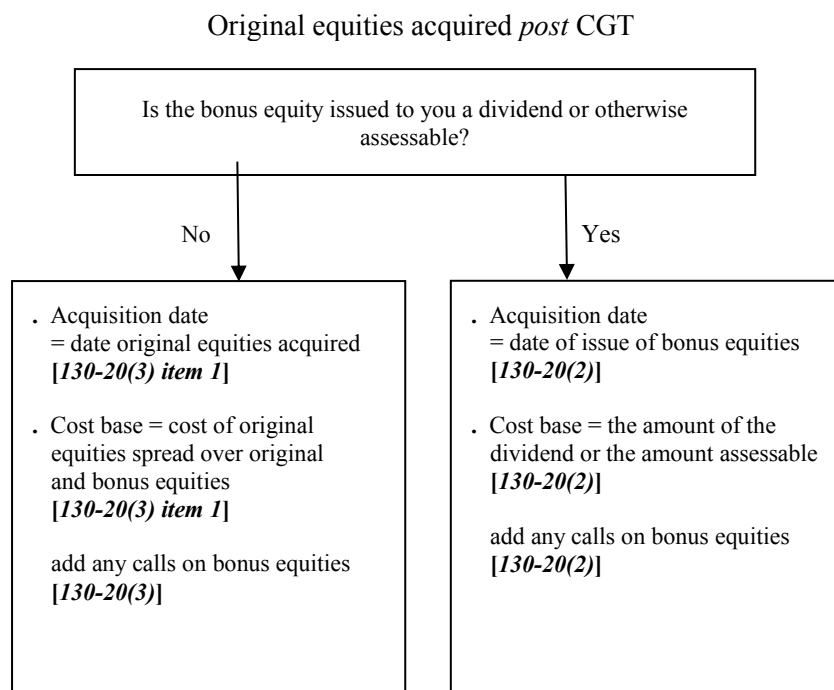 Original equities acquired post CGT
Is the bonus equity issued to you a dividend or otherwise
assessable?
No
Yes
. Acquisition date
= date original equities acquired
[130-20(3) item 1]
. Cost base = cost of original
equities spread over original
and bonus equities
[130-20(3) item 1]
add any calls on bonus equities
[130-20(3)]
. Acquisition date
= date of issue of bonus equities
[130-20(2)]
. Cost base = the amount of the
dividend or the amount assessable
[130-20(2)]
add any calls on bonus equities
[130-20(2)]